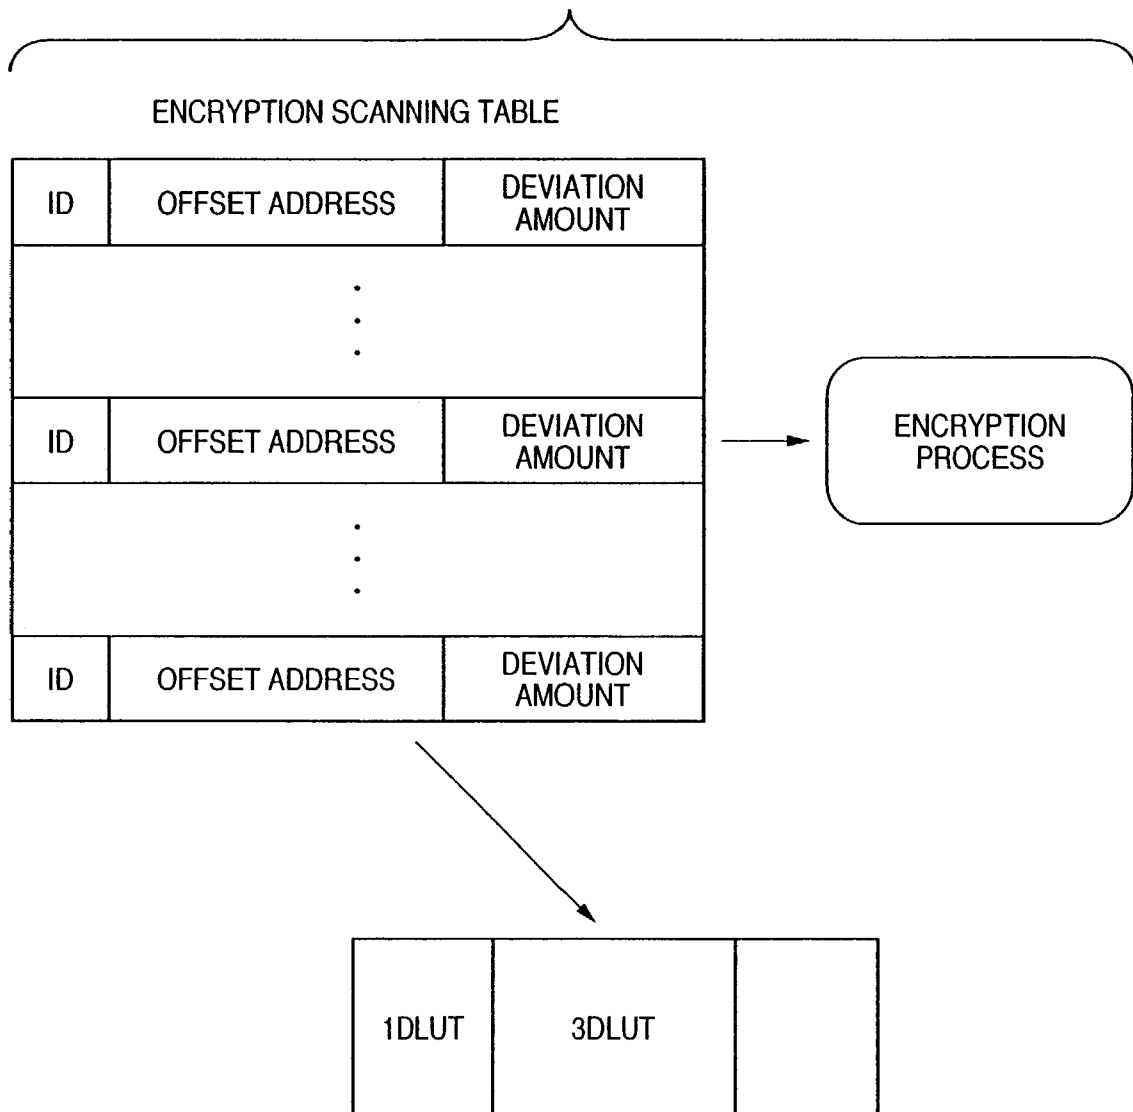 ENCRYPTION SCANNING TABLE
ID OFFSET ADDRESS DEVIATION
AMOUNT
ID OFFSET ADDRESS DEVIATION
AMOUNT
ENCRYPTION
PROCESS
ID OFFSET ADDRESS DEVIATION
AMOUNT
1DLUT 3DLUT